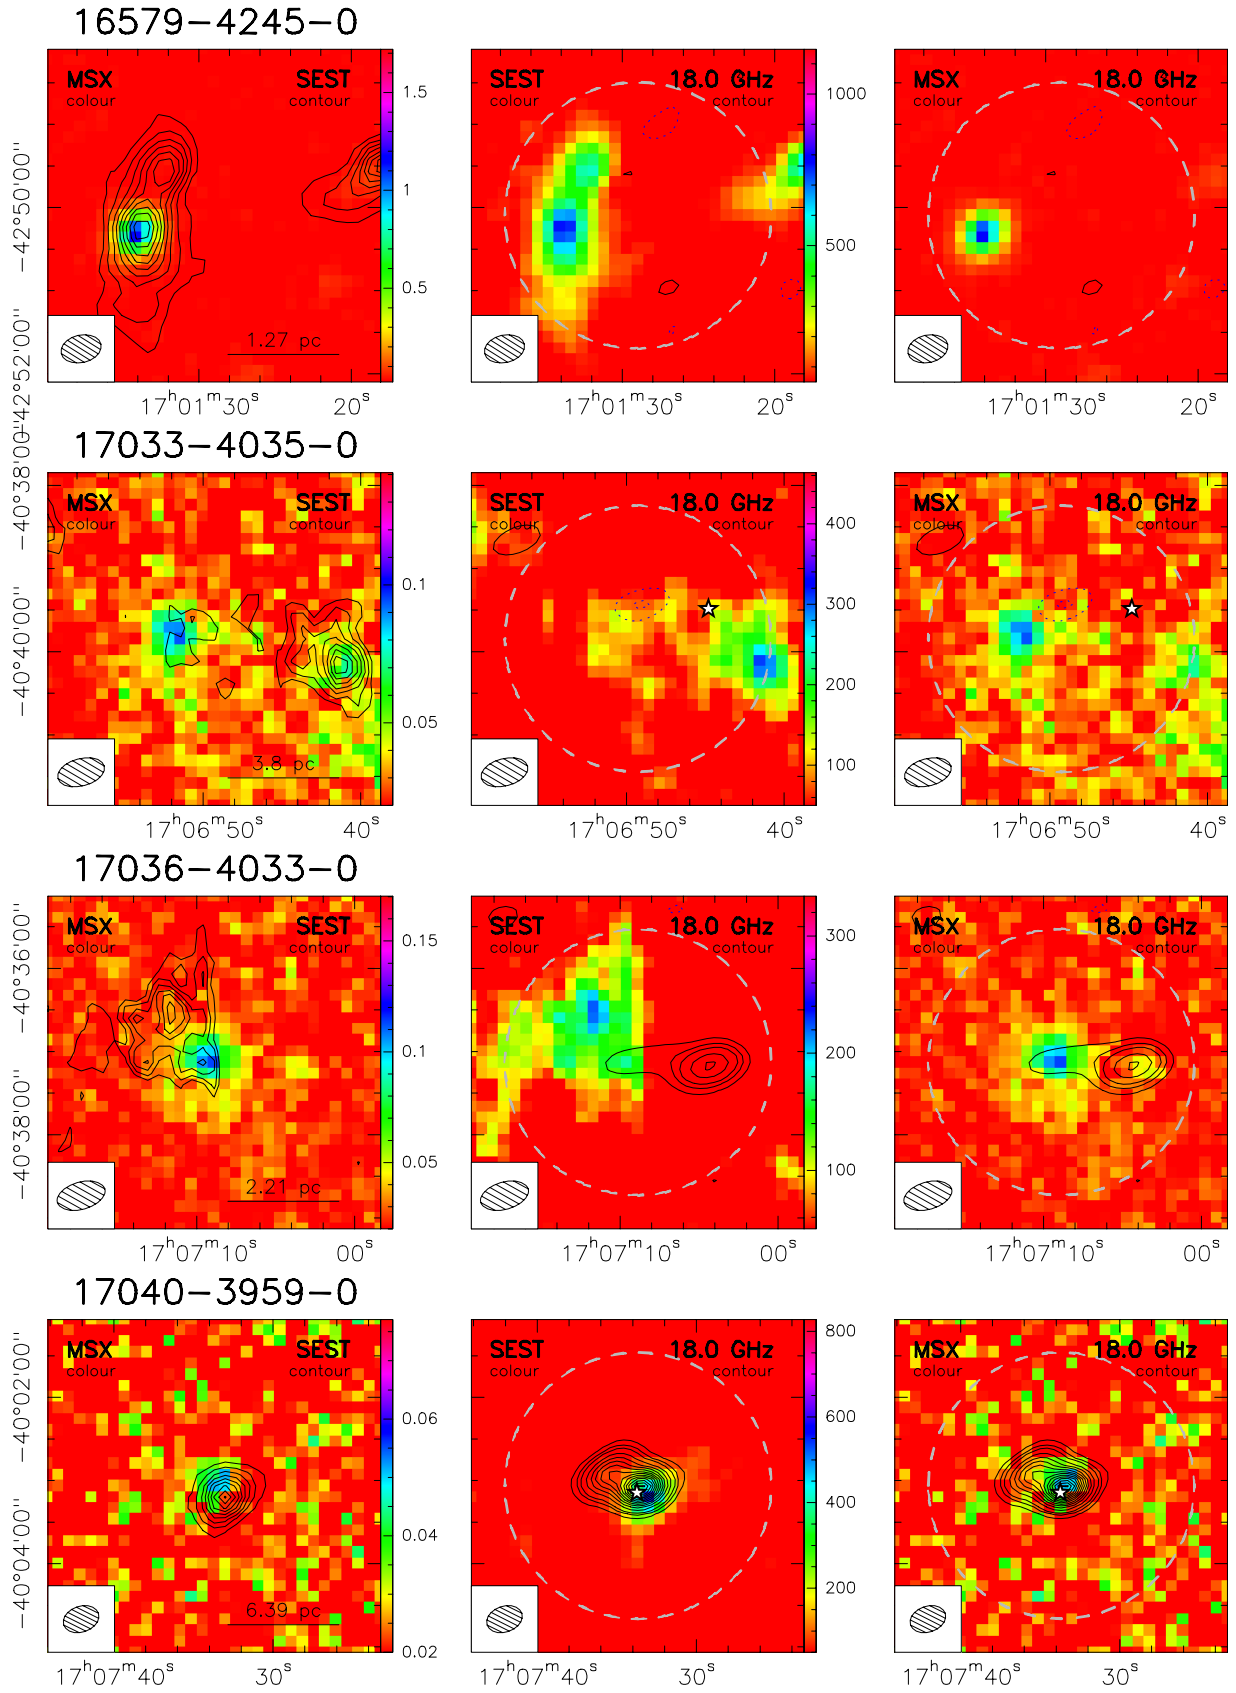 16579−4245−0
MSX SEST
colour contour
SEST 18.0 GHz
colour contour
MSX 18.0 GHz
colour contour
1.5
1
0.5
1000
500
−42°50'00''
−42°52'00''
1.27 pc
17h01m30s 20s
17h01m30s 20s
17h01m30s 20s
17033−4035−0
MSX SEST
colour contour
SEST 18.0 GHz
colour contour
MSX 18.0 GHz
colour contour
0.1
0.05
400
300
200
100
−40°38'00''
−40°40'00''
3.8 pc
17h06m50s 40s
17h06m50s 40s
17h06m50s 40s
17036−4033−0
MSX SEST
colour contour
SEST 18.0 GHz
colour contour
MSX 18.0 GHz
colour contour
0.15
0.1
0.05
300
200
100
−40°36'00''
−40°38'00''
2.21 pc
17h07m10s 00s
17h07m10s 00s
17h07m10s 00s
17040−3959−0
MSX SEST
colour contour
SEST 18.0 GHz
colour contour
MSX 18.0 GHz
colour contour
0.06
0.04
0.02
800
600
400
200
−40°02'00''
−40°04'00''
6.39 pc
17h07m40s 30s
17h07m40s 30s
17h07m40s 30s